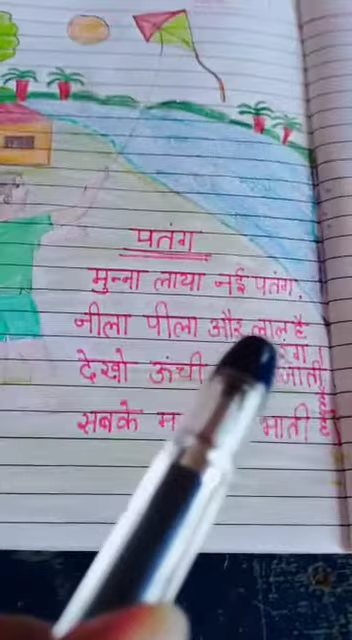 पतंग
मुन्ना लाया नई पतंग,
नीला पीला और लाल है
रंग
देखो ऊंची जाती
है
सबके म भाती है